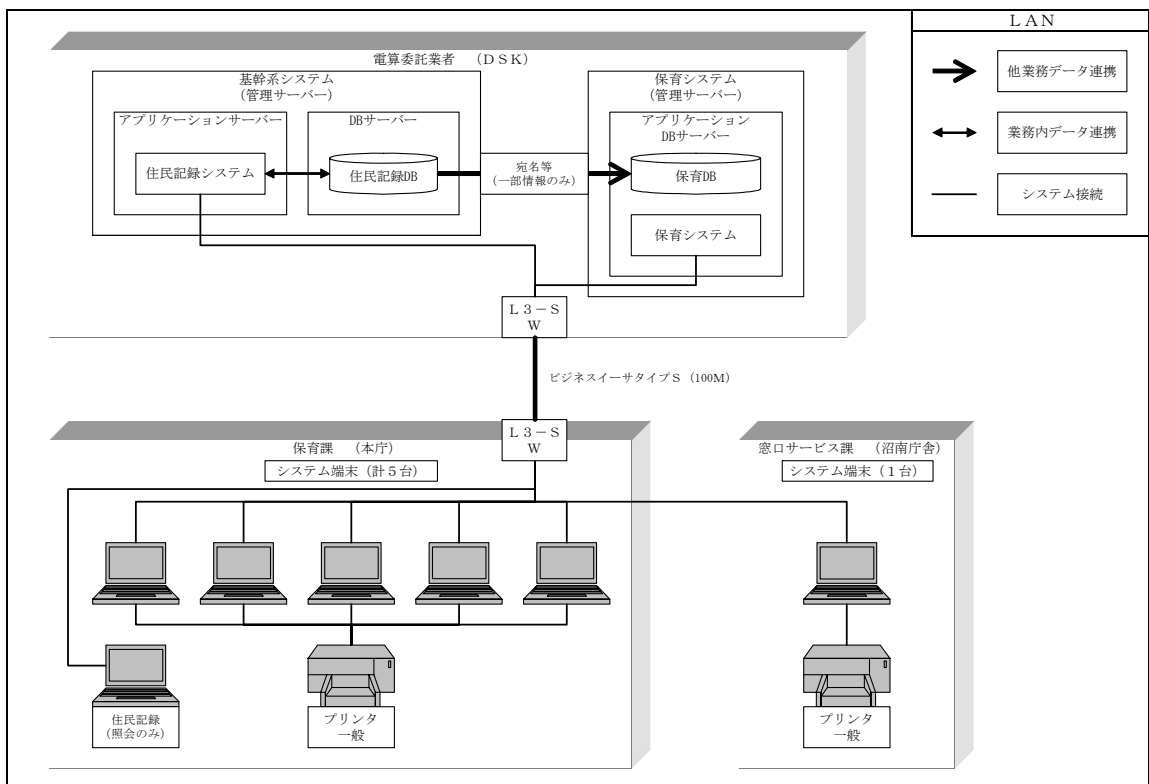 電算委託業者　（ＤＳＫ）
基幹系システム
(管理サーバー)
アプリケーションサーバー
住民記録システム
DBサーバー
住民記録DB
宛名等
(一部情報のみ)
保育システム
(管理サーバー)
アプリケーション
DBサーバー
保育DB
保育システム
Ｌ３－Ｓ
Ｗ
ビジネスイーサタイプＳ（100M）
Ｌ３－Ｓ
Ｗ
保育課　（本庁）
システム端末（計５台）
住民記録
(照会のみ)
プリンタ
一般
窓口サービス課　（沼南庁舎）
システム端末（１台）
プリンタ
一般
ＬＡＮ
他業務データ連携
業務内データ連携
システム接続